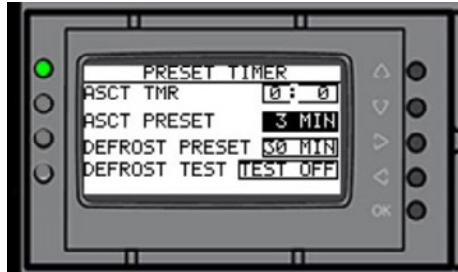 PRESET TIMER
ASCT TMR 0: 0
ASCT PRESET 3 MIN
DEFROST PRESET 30 MIN
DEFROST TEST TEST OFF
OK